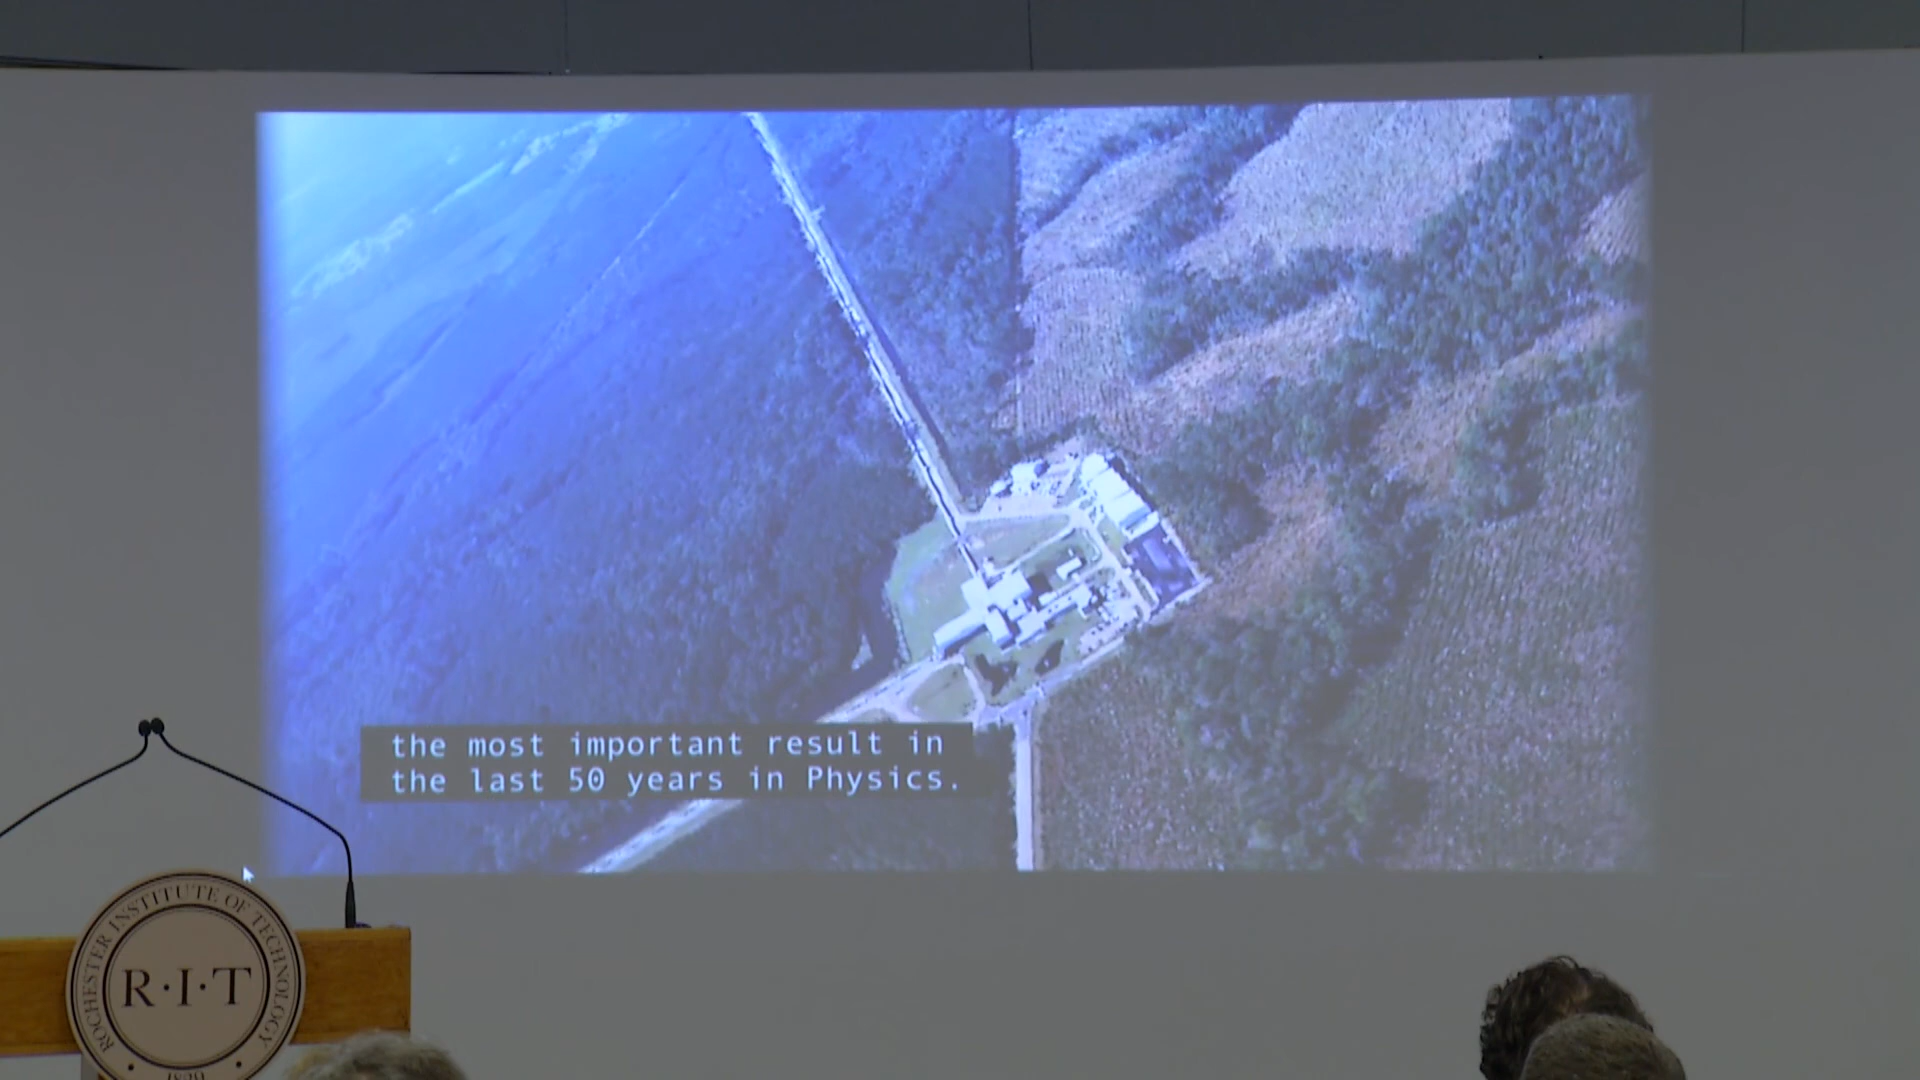 the most important result in
the last 50 years in Physics.
ROCHESTER INSTITUTE OF TECHNOLOGY
R·I·T